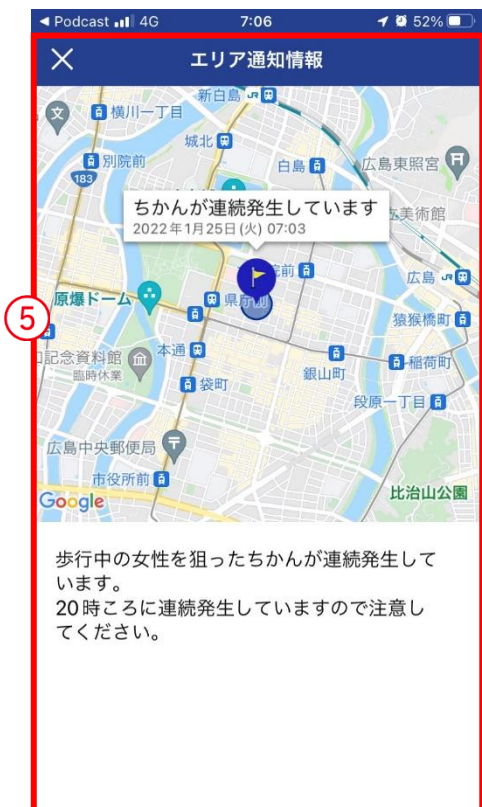 ◀ Podcast 4G 7:06 52%
エリア通知情報
新白島
横川一丁目
城北
別院前
白島
広島東照宮
183
ちかんが連続発生しています
2022年1月25日(火) 07:03
立美術館
院前
広島
原爆ドーム
県庁前
⑤
猿猴橋町
記念資料館
臨時休業
本通
銀山町
稲荷町
袋町
段原一丁目
広島中央郵便局
市役所前
比治山公園
Google
歩行中の女性を狙ったちかんが連続発生して
います。
20時ころに連続発生していますので注意し
てください。